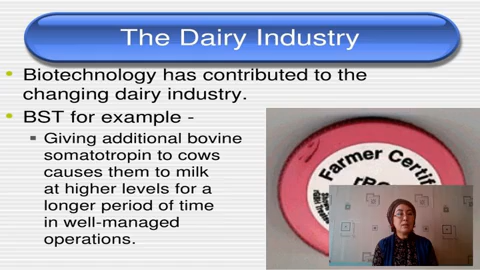 The Dairy Industry
Biotechnology has contributed to the
changing dairy industry.
BST for example -
Giving additional bovine
somatotropin to cows
causes them to milk
at higher levels for a
longer period of time
in well-managed
operations.
Farmer Certif